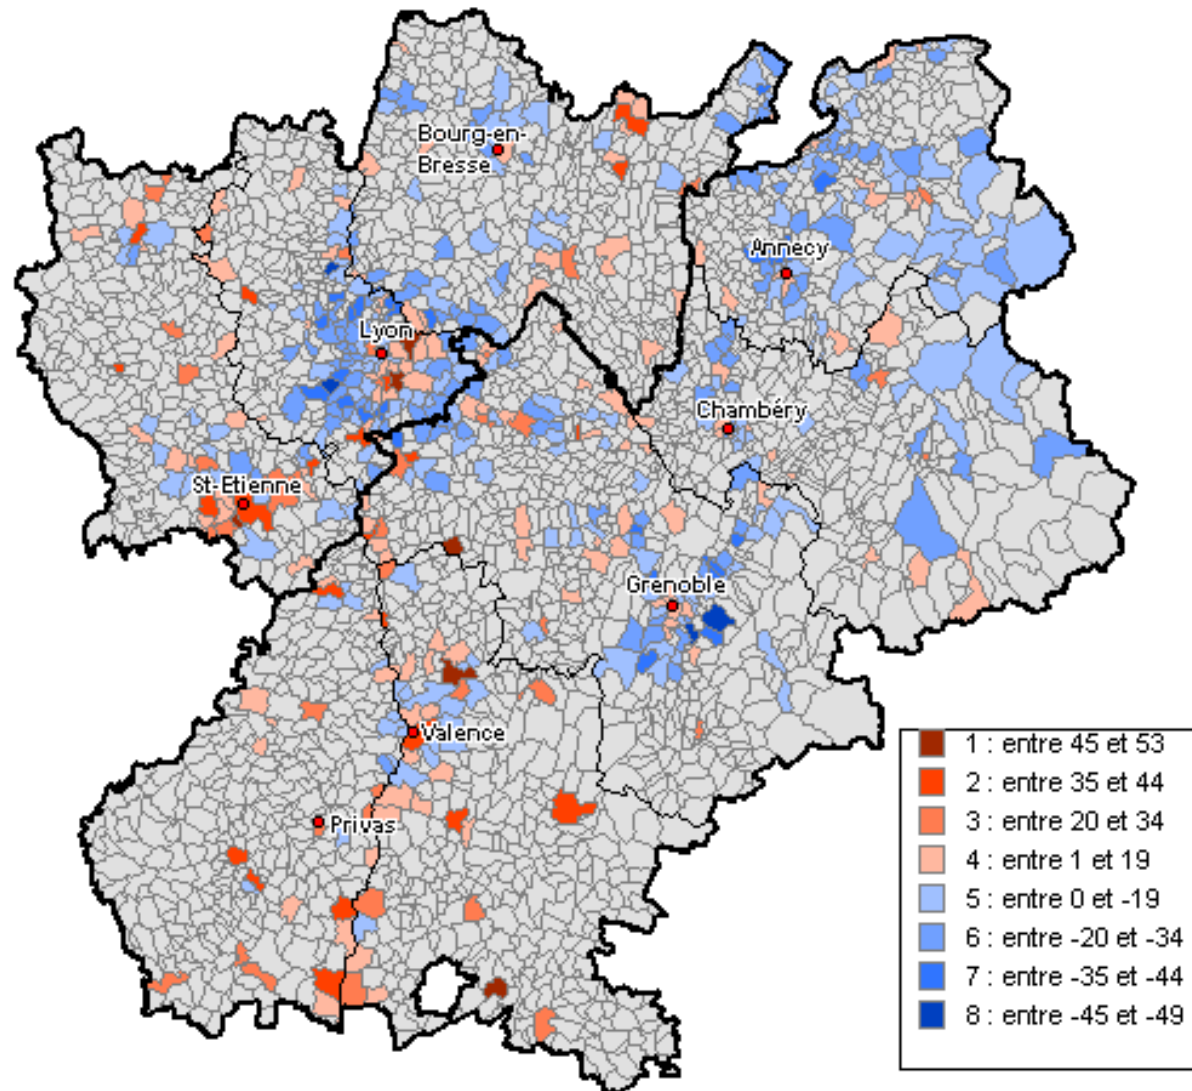 Bourg-en-
Bresse
Annecy
Lyon
Chambéry
St-Etienne
Grenoble
Valence
Privas
1 : entre 45 et 53
2 : entre 35 et 44
3 : entre 20 et 34
4 : entre 1 et 19
5 : entre 0 et -19
6 : entre -20 et -34
7 : entre -35 et -44
8 : entre -45 et -49